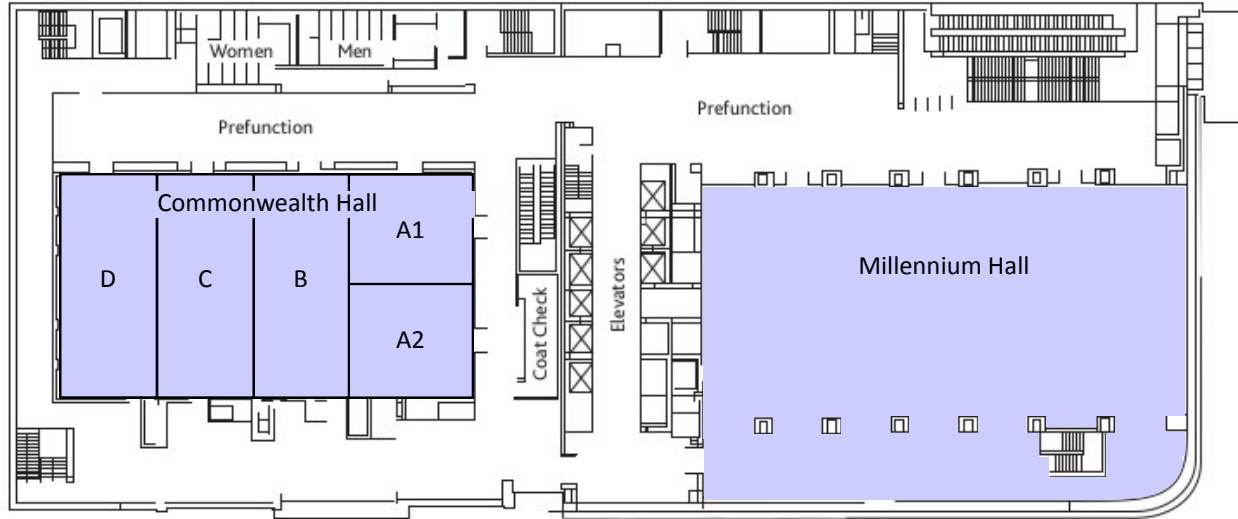 Women
Men
Prefunction
Prefunction
Commonwealth Hall
A1
D
C
B
A2
Coat Check
Elevators
Millennium Hall